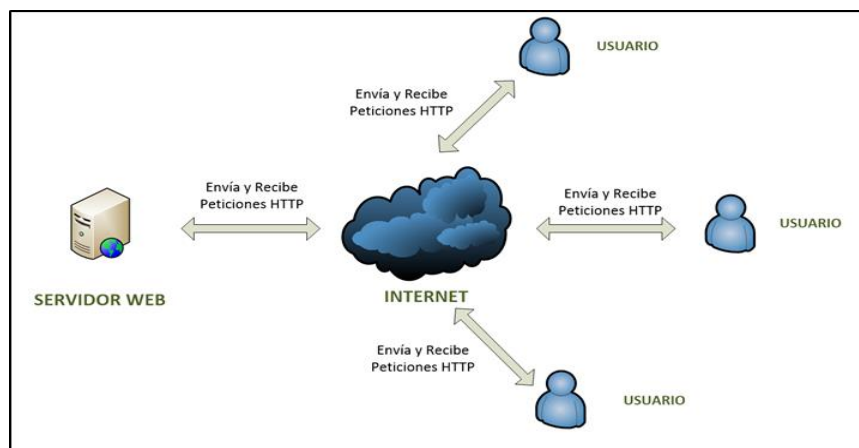 USUARIO
Envía y Recibe
Peticiones HTTP
Envía y Recibe
Peticiones HTTP
Envía y Recibe
Peticiones HTTP
USUARIO
SERVIDOR WEB
INTERNET
Envía y Recibe
Peticiones HTTP
USUARIO